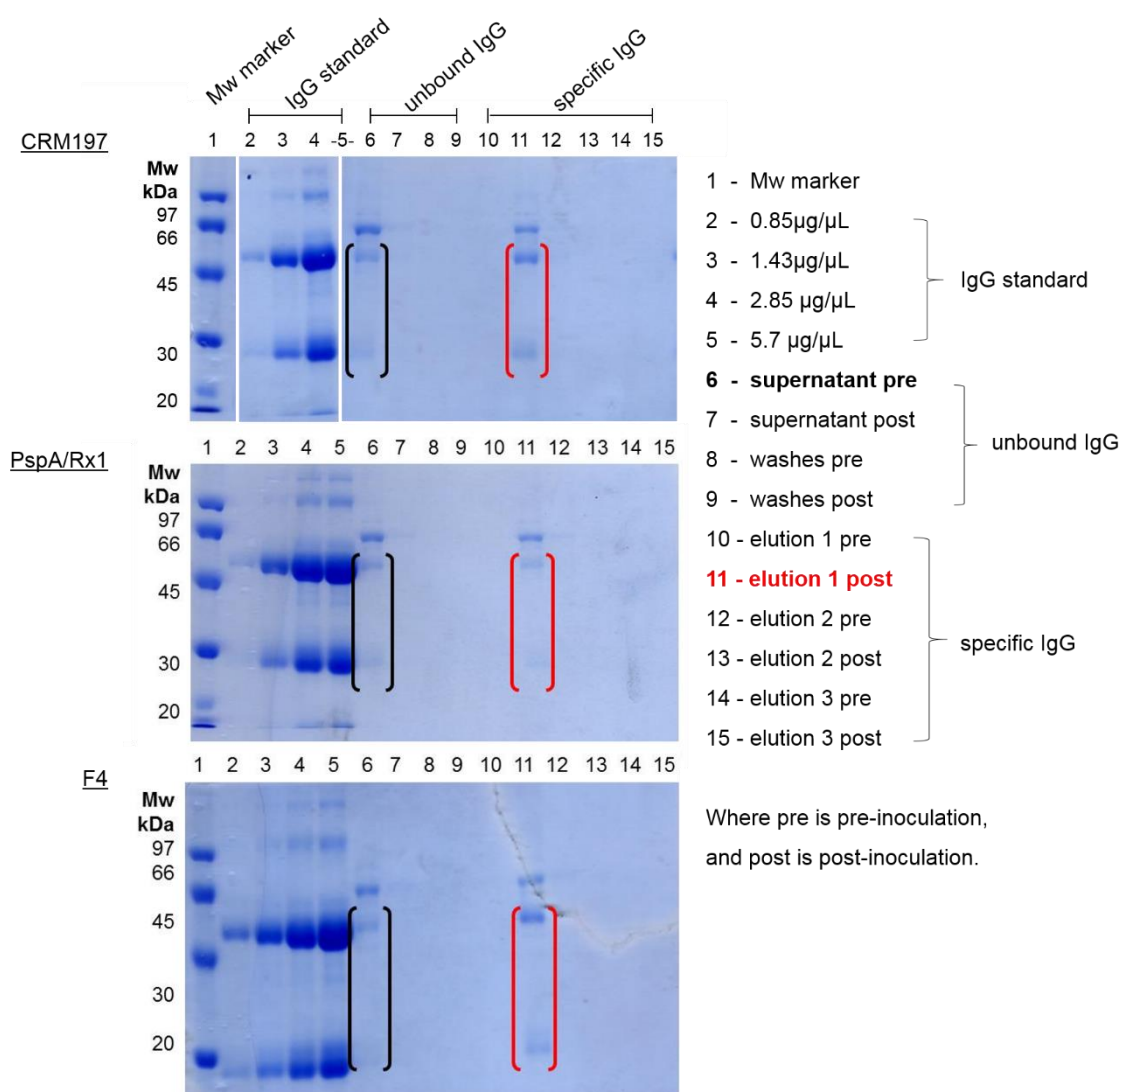 Mw marker
IgG standard
unbound IgG
specific IgG
CRM197
1 2 3 4 -5- 6 7 8 9 10 11 12 13 14 15
Mw
kDa
97
66
45
30
20
PspA/Rx1
1 2 3 4 5 6 7 8 9 10 11 12 13 14 15
Mw
kDa
97
66
45
30
20
F4
1 2 3 4 5 6 7 8 9 10 11 12 13 14 15
Mw
kDa
97
66
45
30
20
1 - Mw marker
2 - 0.85µg/µL
3 - 1.43µg/µL
4 - 2.85 µg/µL
5 - 5.7 µg/µL
IgG standard
6 - supernatant pre
7 - supernatant post
8 - washes pre
9 - washes post
unbound IgG
10 - elution 1 pre
11 - elution 1 post
12 - elution 2 pre
13 - elution 2 post
14 - elution 3 pre
15 - elution 3 post
specific IgG
Where pre is pre-inoculation,
and post is post-inoculation.